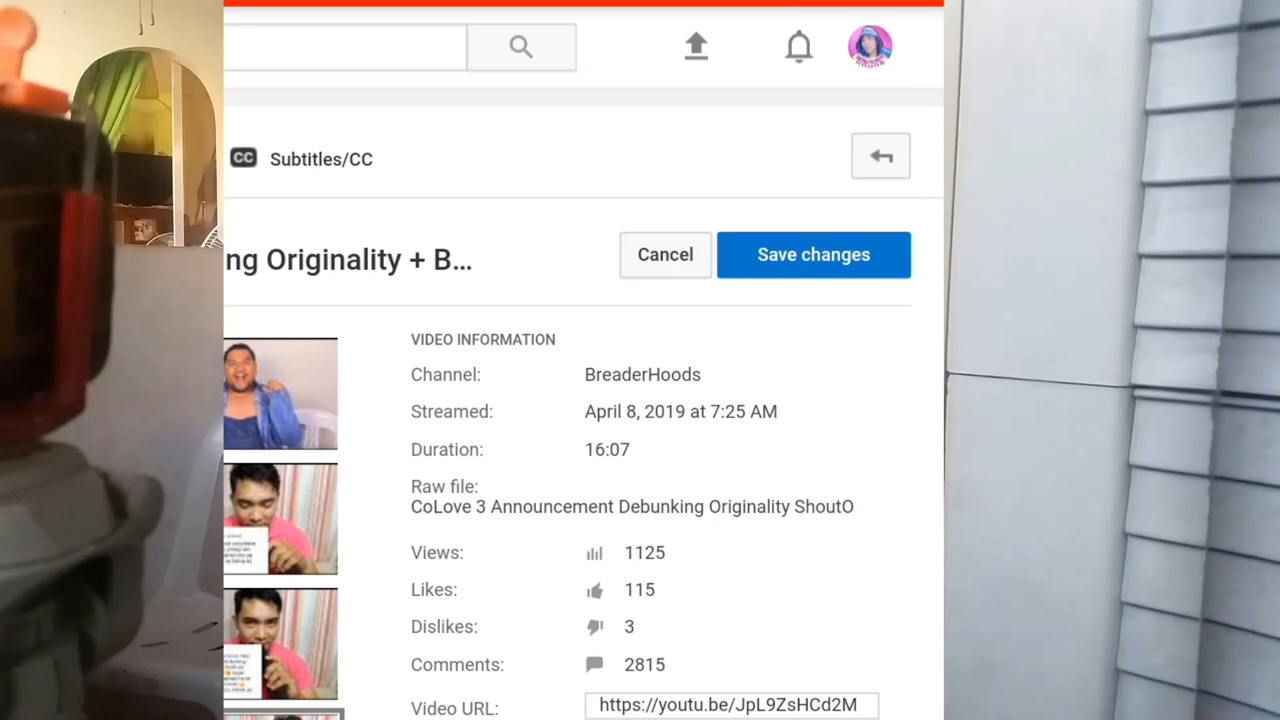 CC Subtitles/CC
ng Originality + B...
Cancel
Save changes
VIDEO INFORMATION
Channel: BreaderHoods
Streamed: April 8, 2019 at 7:25 AM
Duration: 16:07
Raw file:
CoLove 3 Announcement Debunking Originality ShoutO
Views: 1125
Likes: 115
Dislikes: 3
Comments: 2815
Video URL: https://youtu.be/JpL9ZsHCd2M